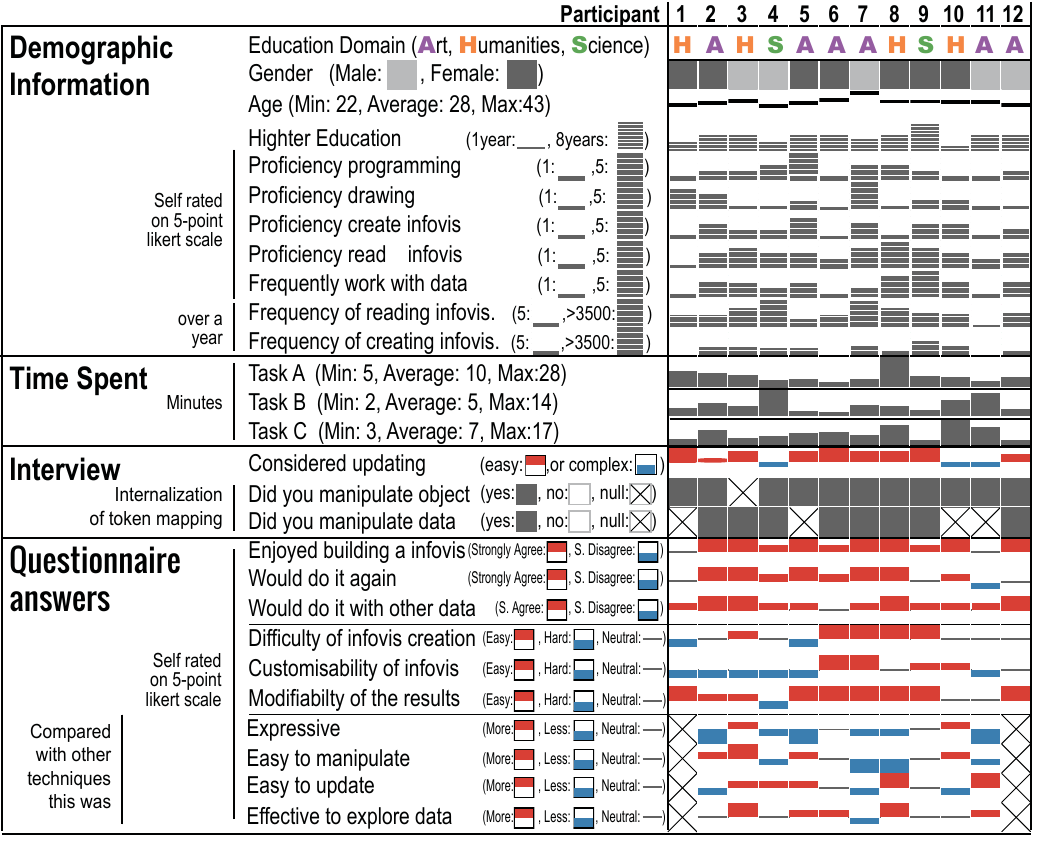 Participant 1 2 3 4 5 6 7 8 9 10 11 12
Demographic Information
Education Domain (Art, Humanities, Science) H A H S A A A H S H A A
Gender (Male: , Female: )
Age (Min: 22, Average: 28, Max:43)
Highter Education (1year: , 8years: )
Self rated on 5-point likert scale
Proficiency programming (1: ,5: )
Proficiency drawing (1: ,5: )
Proficiency create infovis (1: ,5: )
Proficiency read infovis (1: ,5: )
Frequently work with data (1: ,5: )
over a year
Frequency of reading infovis. (5: ,>3500: )
Frequency of creating infovis. (5: ,>3500: )
Time Spent
Minutes
Task A (Min: 5, Average: 10, Max:28)
Task B (Min: 2, Average: 5, Max:14)
Task C (Min: 3, Average: 7, Max:17)
Interview
Internalization of token mapping
Considered updating (easy: ,or complex: )
Did you manipulate object (yes: , no: , null: )
Did you manipulate data (yes: , no: , null: )
Questionnaire answers
Self rated on 5-point likert scale
Enjoyed building a infovis (Strongly Agree: , S. Disagree: )
Would do it again (Strongly Agree: , S. Disagree: )
Would do it with other data (S. Agree: , S. Disagree: )
Difficulty of infovis creation (Easy: , Hard: , Neutral: )
Customisability of infovis (Easy: , Hard: , Neutral: )
Modifiabilty of the results (Easy: , Hard: , Neutral: )
Compared with other techniques this was
Expressive (More: , Less: , Neutral: )
Easy to manipulate (More: , Less: , Neutral: )
Easy to update (More: , Less: , Neutral: )
Effective to explore data (More: , Less: , Neutral: )